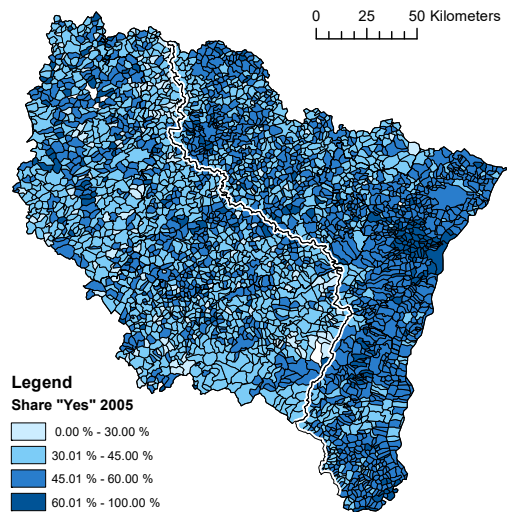 0 25 50 Kilometers
Legend
Share "Yes" 2005
0.00 % - 30.00 %
30.01 % - 45.00 %
45.01 % - 60.00 %
60.01 % - 100.00 %